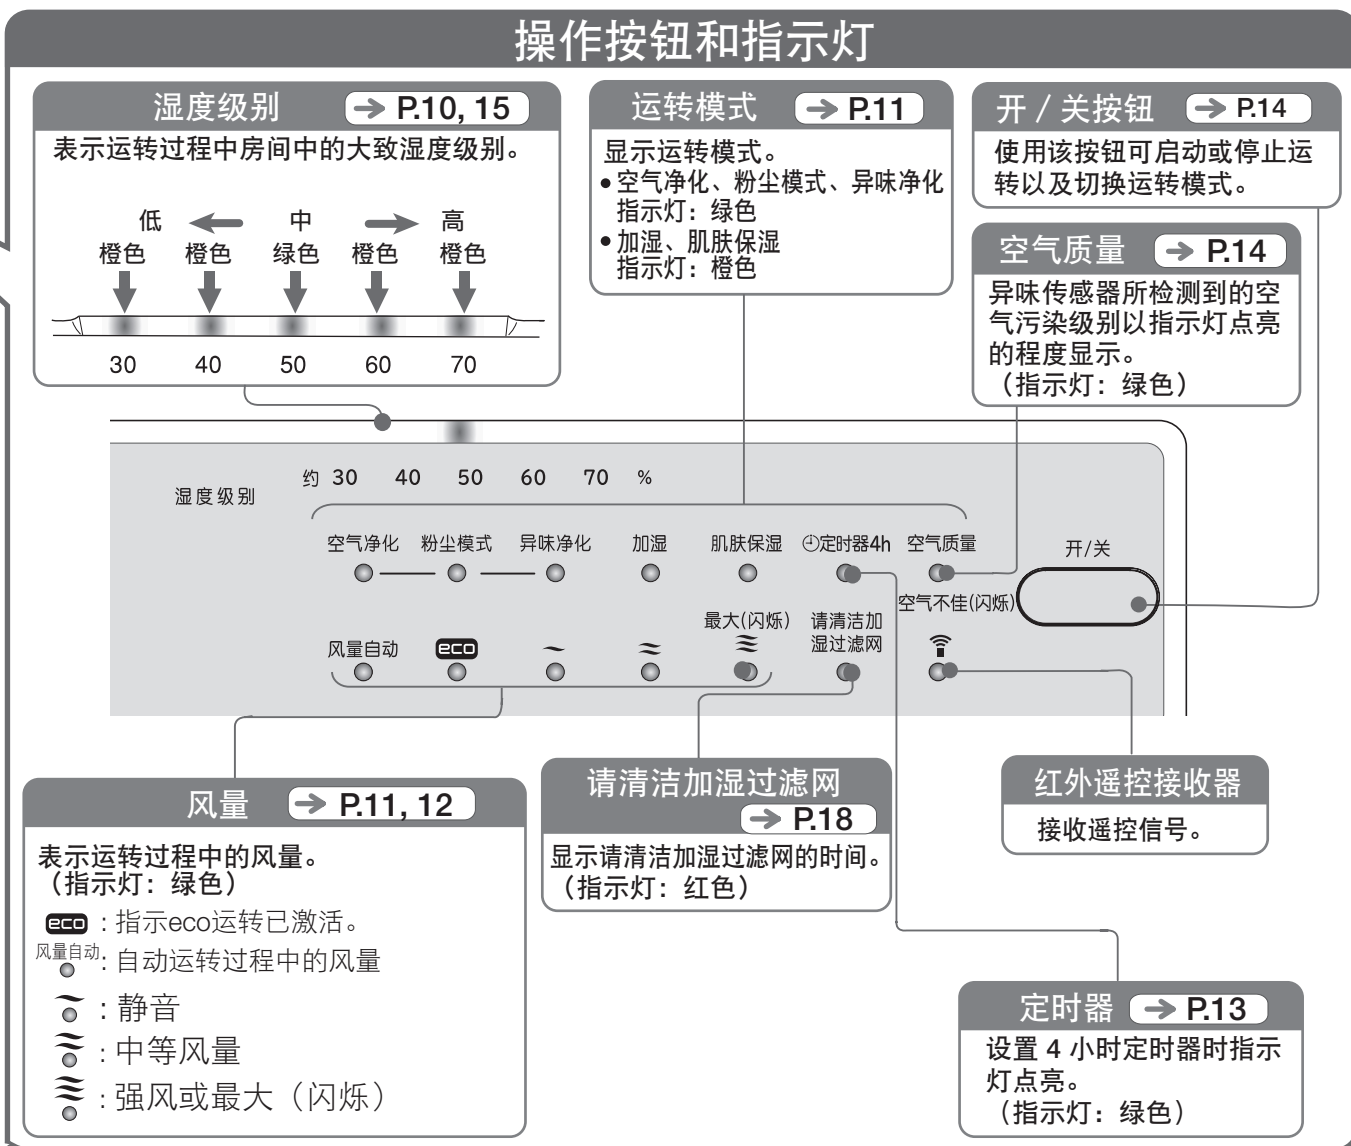 操作按钮和指示灯
湿度级别 → P.10, 15
表示运转过程中房间中的大致湿度级别。
低 中 高
橙色 橙色 绿色 橙色 橙色
30 40 50 60 70
运转模式 → P.11
显示运转模式。
●空气净化、粉尘模式、异味净化
指示灯：绿色
●加湿、肌肤保湿
指示灯：橙色
开 / 关按钮 → P.14
使用该按钮可启动或停止运
转以及切换运转模式。
空气质量 → P.14
异味传感器所检测到的空
气污染级别以指示灯点亮
的程度显示。
（指示灯：绿色）
湿度级别 约 30 40 50 60 70 %
空气净化 粉尘模式 异味净化 加湿 肌肤保湿 定时器4h 空气质量
开/关
空气不佳(闪烁)
风量自动 eco 最大(闪烁) 请清洁加
湿过滤网
风量 → P.11, 12
表示运转过程中的风量。
（指示灯：绿色）
eco : 指示eco运转已激活。
风量自动 : 自动运转过程中的风量
: 静音
: 中等风量
: 强风或最大（闪烁）
请清洁加湿过滤网
→ P.18
显示请清洁加湿过滤网的时间。
（指示灯：红色）
红外遥控接收器
接收遥控信号。
定时器 → P.13
设置 4 小时定时器时指示
灯点亮。
（指示灯：绿色）